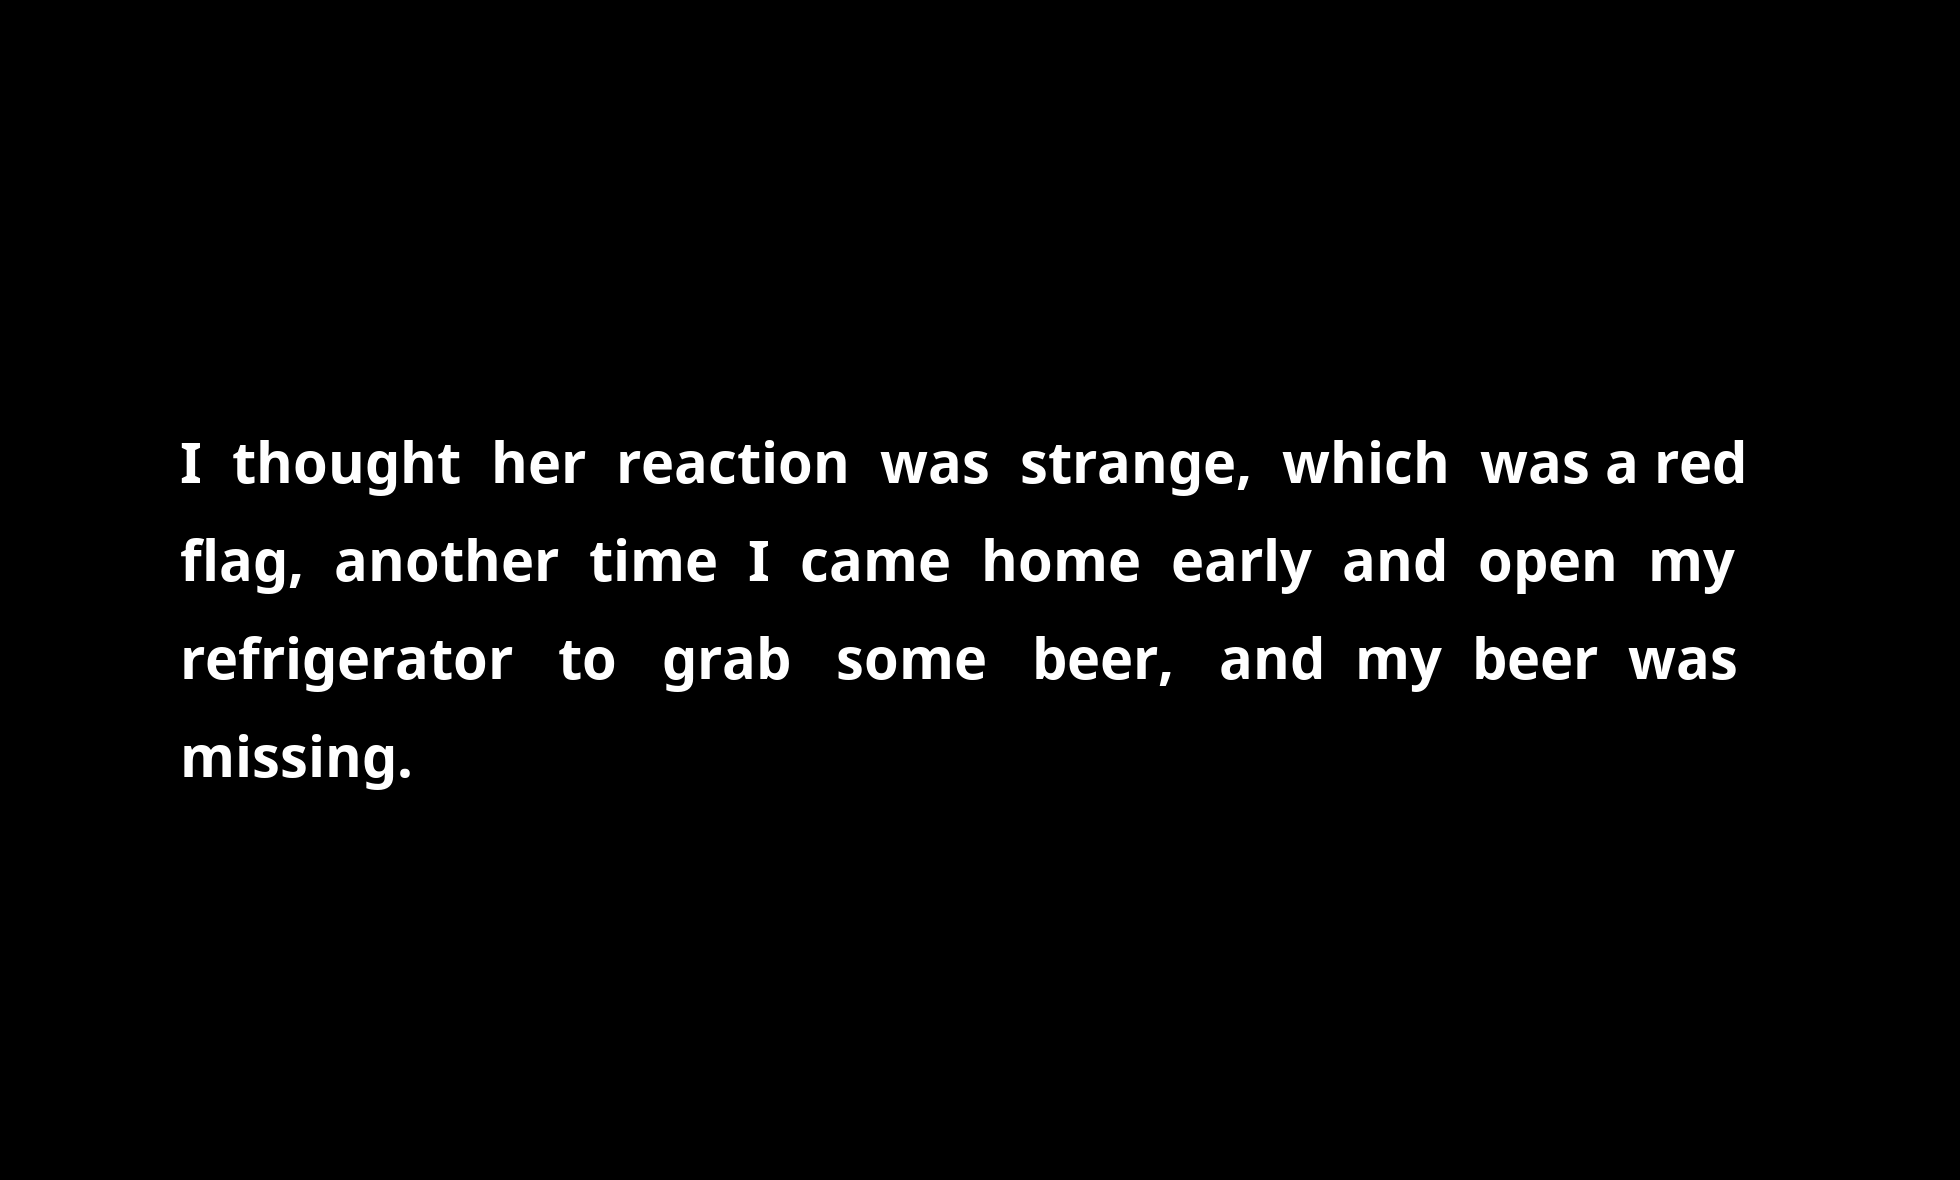 I thought her reaction was strange, which was a red
flag, another time I came home early and open my
refrigerator to grab some beer, and my beer was
missing.